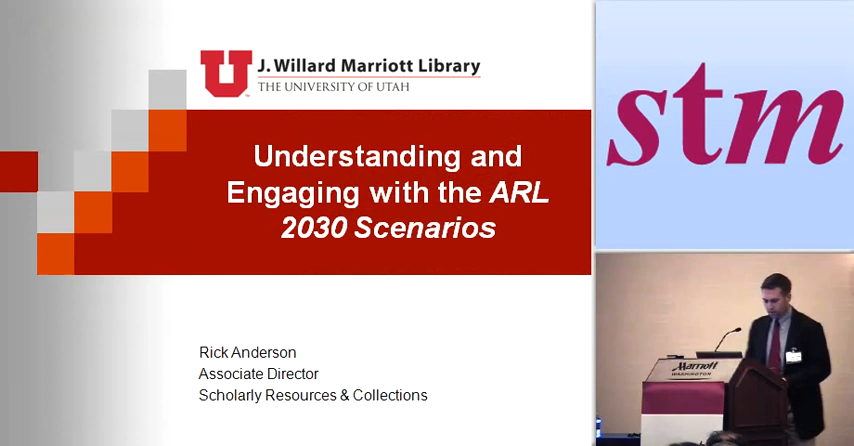 U
J. Willard Marriott Library
THE UNIVERSITY OF UTAH
Understanding and
Engaging with the ARL
2030 Scenarios
Rick Anderson
Associate Director
Scholarly Resources & Collections
stm
Marriott
WASHINGTON